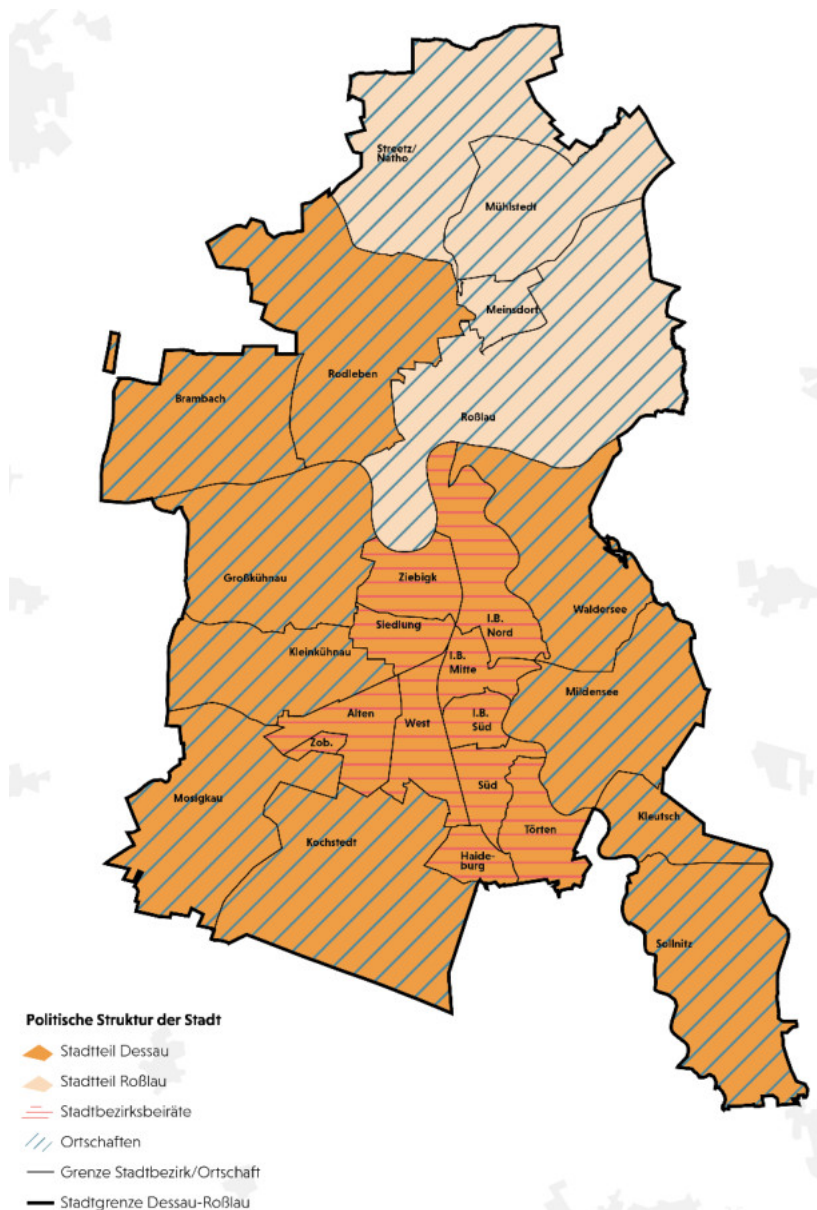 Streetz/
Natho
Mühlstedt
Meinsdorf
Rodleben
Brambach
Roßlau
Großkühnau
Ziebigk
Waldersee
Siedlung
I.B.
Nord
Kleinkühnau
I.B.
Mitte
Mildensee
Alten
West
I.B.
Süd
Zob.
Mosigkau
Süd
Kleutsch
Törten
Kochstedt
Haide-
burg
Sollnitz
Politische Struktur der Stadt
Stadtteil Dessau
Stadtteil Roßlau
Stadtbezirksbeiräte
Ortschaften
Grenze Stadtbezirk/Ortschaft
Stadtgrenze Dessau-Roßlau